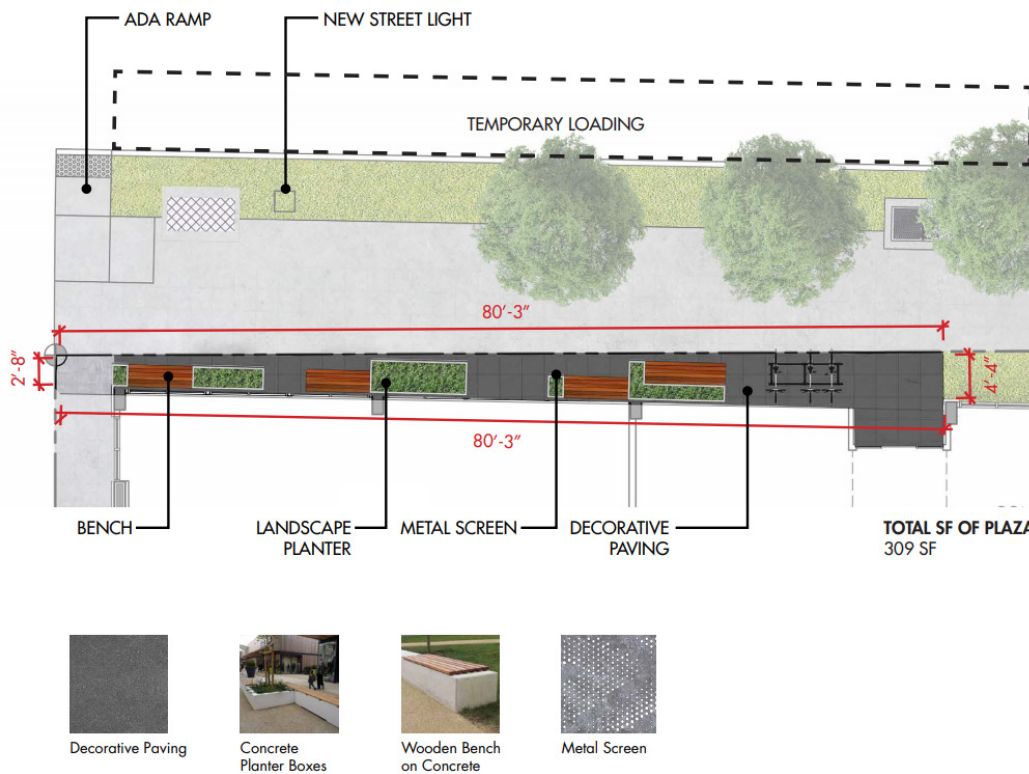 ADA RAMP
NEW STREET LIGHT
TEMPORARY LOADING
80'-3"
2'-8"
4'-4"
80'-3"
BENCH
LANDSCAPE
PLANTER
METAL SCREEN
DECORATIVE
PAVING
TOTAL SF OF PLAZA
309 SF
Decorative Paving
Concrete
Planter Boxes
Wooden Bench
on Concrete
Metal Screen